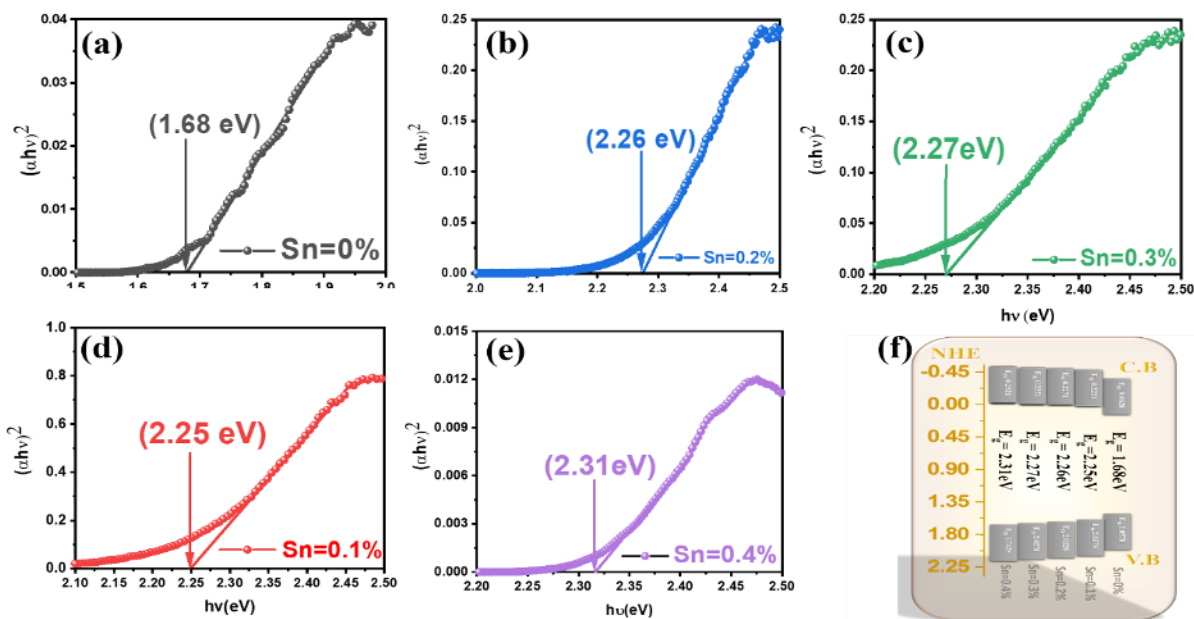 (a)
(αhν)²
0.04
0.03
0.02
0.01
0.00
(1.68 eV)
Sn=0%
1.5
1.6
1.7
1.8
1.9
2.0
(b)
(αhν)²
0.25
0.20
0.15
0.10
0.05
0.00
(2.26 eV)
Sn=0.2%
2.0
2.1
2.2
2.3
2.4
2.5
(c)
(αhν)²
0.25
0.20
0.15
0.10
0.05
0.00
(2.27eV)
Sn=0.3%
2.20
2.25
2.30
2.35
2.40
2.45
2.50
hν (eV)
(d)
(αhν)²
1.0
0.8
0.6
0.4
0.2
0.0
(2.25 eV)
Sn=0.1%
2.10
2.15
2.20
2.25
2.30
2.35
2.40
2.45
2.50
hν(eV)
(e)
(αhν)²
0.015
0.012
0.009
0.006
0.003
0.000
(2.31eV)
Sn=0.4%
2.20
2.25
2.30
2.35
2.40
2.45
2.50
hυ(eV)
(f)
NHE
-0.45
0.00
0.45
0.90
1.35
1.80
2.25
C.B
Eg= 2.31eV
Eg= 2.27eV
Eg= 2.26eV
Eg= 2.25eV
Eg= 1.68eV
V.B
Sn=0.4%
Sn=0.3%
Sn=0.2%
Sn=0.1%
Sn=0%